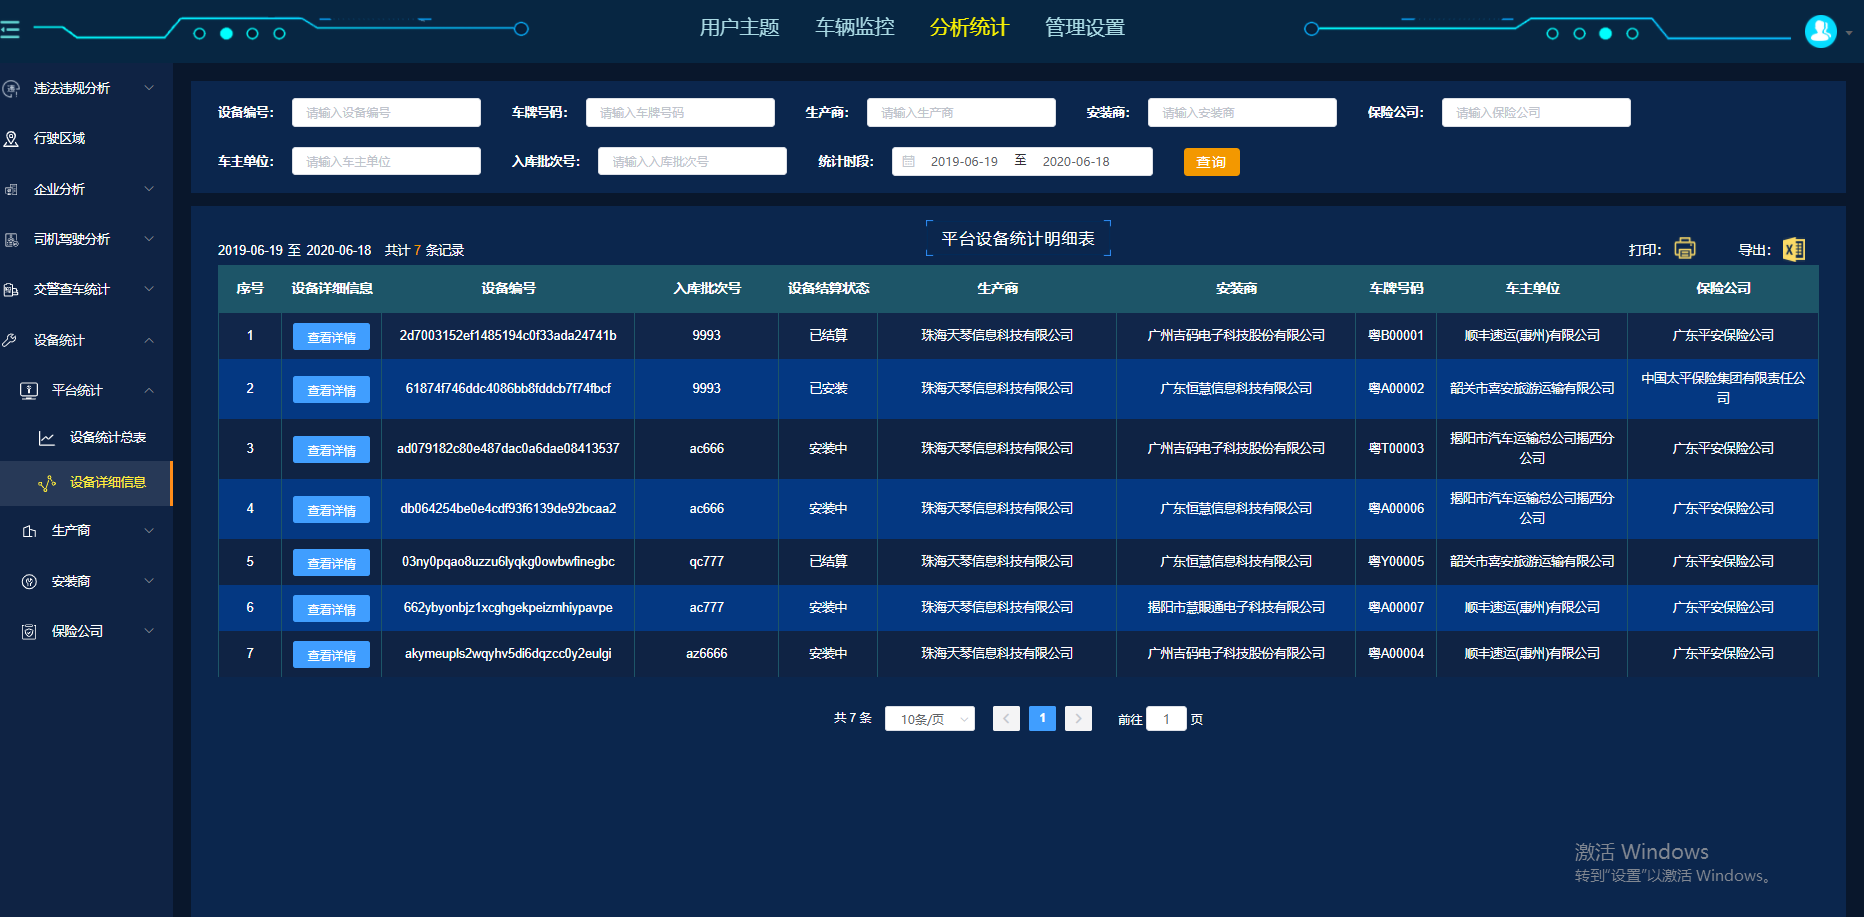 用户主题 车辆监控 分析统计 管理设置
违法违规分析
行驶区域
企业分析
司机驾驶分析
交警查车统计
设备统计
平台统计
设备统计总表
设备详细信息
生产商
安装商
保险公司
设备编号: 请输入设备编号 车牌号码: 请输入车牌号码 生产商: 请输入生产商 安装商: 请输入安装商 保险公司: 请输入保险公司
车主单位: 请输入车主单位 入库批次号: 请输入入库批次号 统计时段: 2019-06-19 至 2020-06-18 查询
平台设备统计明细表
2019-06-19 至 2020-06-18 共计 7 条记录 打印: 导出:
序号 设备详细信息 设备编号 入库批次号 设备结算状态 生产商 安装商 车牌号码 车主单位 保险公司
1 查看详情 2d7003152ef1485194c0f33ada24741b 9993 已结算 珠海天琴信息科技有限公司 广州吉码电子科技股份有限公司 粤B00001 顺丰速运(惠州)有限公司 广东平安保险公司
2 查看详情 61874f746ddc4086bb8fddcb7f74fbcf 9993 已安装 珠海天琴信息科技有限公司 广东恒慧信息科技有限公司 粤A00002 韶关市喜安旅游运输有限公司 中国太平保险集团有限责任公
司
3 查看详情 ad079182c80e487dac0a6dae08413537 ac666 安装中 珠海天琴信息科技有限公司 广州吉码电子科技股份有限公司 粤T00003 揭阳市汽车运输总公司揭西分
公司 广东平安保险公司
4 查看详情 db064254be0e4cdf93f6139de92bcaa2 ac666 安装中 珠海天琴信息科技有限公司 广东恒慧信息科技有限公司 粤A00006 揭阳市汽车运输总公司揭西分
公司 广东平安保险公司
5 查看详情 03ny0pqao8uzzu6lyqkg0owbwfinegbc qc777 已结算 珠海天琴信息科技有限公司 广东恒慧信息科技有限公司 粤Y00005 韶关市喜安旅游运输有限公司 广东平安保险公司
6 查看详情 662ybyonbjz1xcghgekpeizmhiypavpe ac777 安装中 珠海天琴信息科技有限公司 揭阳市慧眼通电子科技有限公司 粤A00007 顺丰速运(惠州)有限公司 广东平安保险公司
7 查看详情 akymeupls2wqyhv5di6dqzcc0y2eulgi az6666 安装中 珠海天琴信息科技有限公司 广州吉码电子科技股份有限公司 粤A00004 顺丰速运(惠州)有限公司 广东平安保险公司
共 7 条 10条/页 < 1 > 前往 1 页
激活 Windows
转到"设置"以激活 Windows。